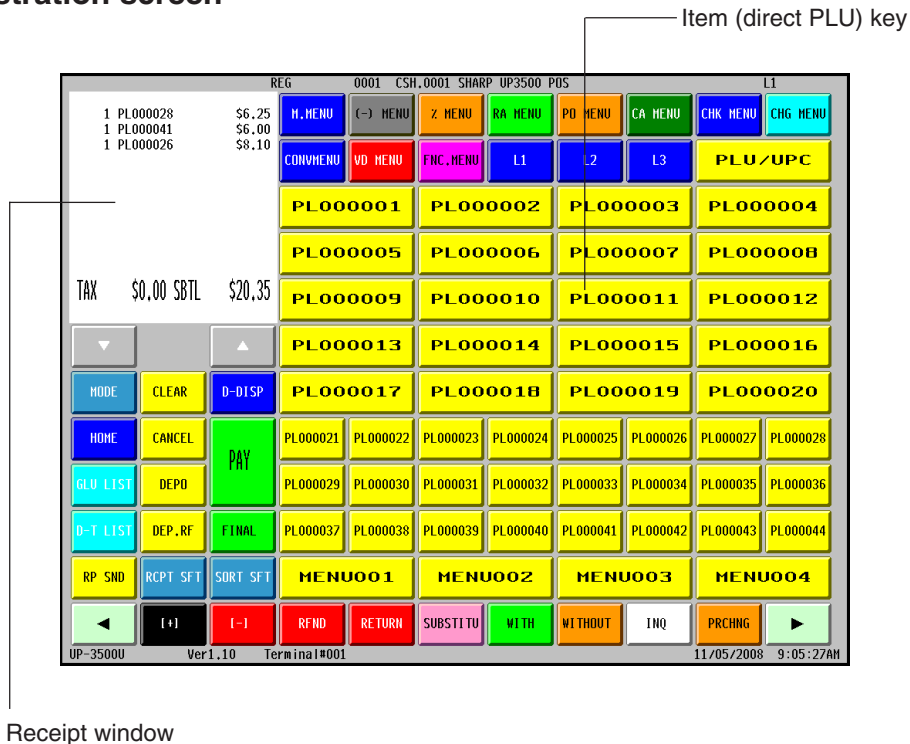 stration screen
Item (direct PLU) key
REG 0001 CSH.0001 SHARP UP3500 POS L1
1 PL000028 $6.25
1 PL000041 $6.00
1 PL000026 $8.10
TAX $0.00 SBTL $20.35
M.MENU (-) MENU % MENU RA MENU PO MENU CA MENU CHK MENU CHG MENU
CONVMENU VD MENU FNC.MENU L1 L2 L3 PLU/UPC
PL000001 PL000002 PL000003 PL000004
PL000005 PL000006 PL000007 PL000008
PL000009 PL000010 PL000011 PL000012
PL000013 PL000014 PL000015 PL000016
MODE CLEAR D-DISP PL000017 PL000018 PL000019 PL000020
HOME CANCEL PAY PL000021 PL000022 PL000023 PL000024 PL000025 PL000026 PL000027 PL000028
GLU LIST DEPO PL000029 PL000030 PL000031 PL000032 PL000033 PL000034 PL000035 PL000036
D-T LIST DEP.RF FINAL PL000037 PL000038 PL000039 PL000040 PL000041 PL000042 PL000043 PL000044
RP SND RCPT SFT SORT SFT MENU001 MENU002 MENU003 MENU004
[+] [-] RFND RETURN SUBSTITU WITH WITHOUT INQ PRCHNG
UP-3500U Ver1.10 Terminal#001 11/05/2008 9:05:27AM
Receipt window